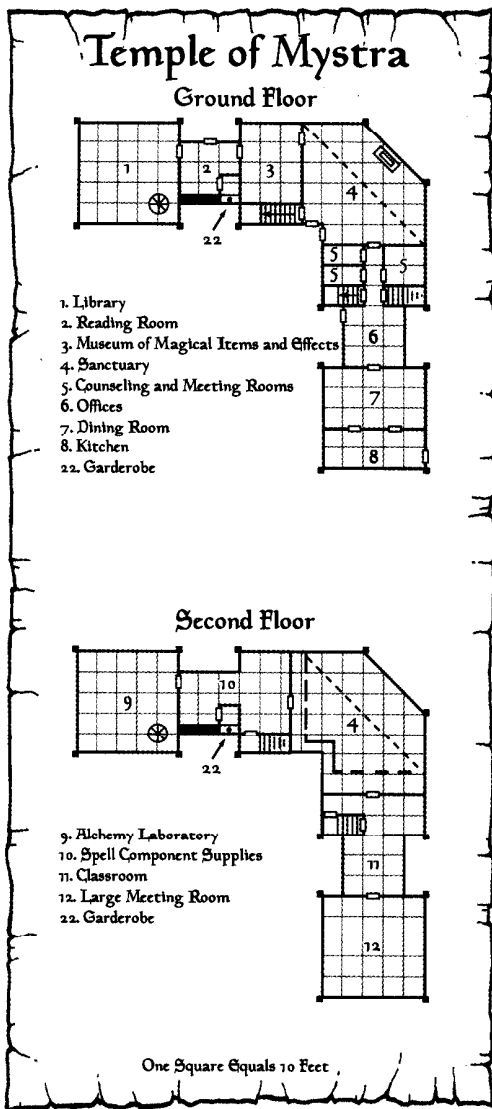 Temple of Mystra
Ground Floor
1
2
3
4
22
5
5
5
6
7
8
1. Library
2. Reading Room
3. Museum of Magical Items and Effects
4. Sanctuary
5. Counseling and Meeting Rooms
6. Offices
7. Dining Room
8. Kitchen
22. Garderobe
Second Floor
9
10
4
22
11
12
9. Alchemy Laboratory
10. Spell Component Supplies
11. Classroom
12. Large Meeting Room
22. Garderobe
One Square Equals 10 Feet